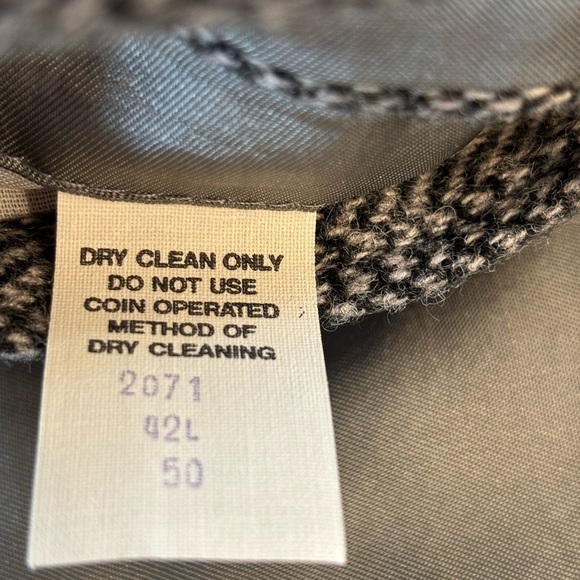 DRY CLEAN ONLY
DO NOT USE
COIN OPERATED
METHOD OF
DRY CLEANING
2071
42L
50